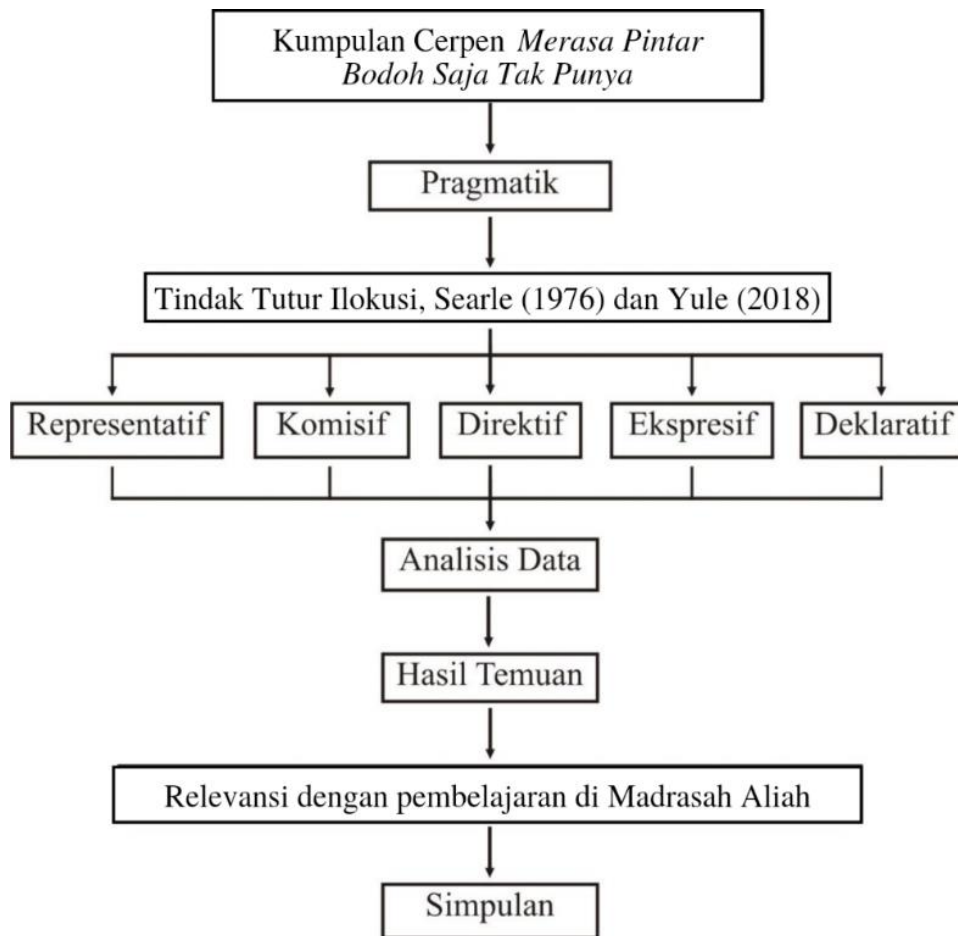 Kumpulan Cerpen Merasa Pintar
Bodoh Saja Tak Punya
Pragmatik
Tindak Tutur Ilokusi, Searle (1976) dan Yule (2018)
Representatif
Komisif
Direktif
Ekspresif
Deklaratif
Analisis Data
Hasil Temuan
Relevansi dengan pembelajaran di Madrasah Aliah
Simpulan